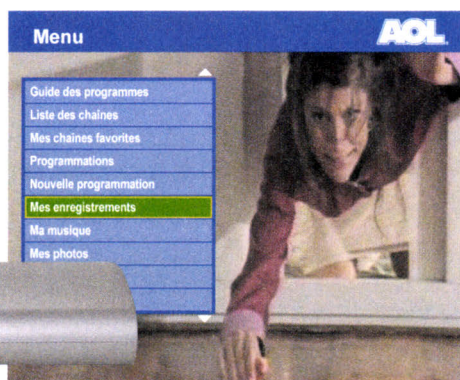 Menu
AOL
Guide des programmes
Liste des chaînes
Mes chaînes favorites
Programmations
Nouvelle programmation
Mes enregistrements
Ma musique
Mes photos